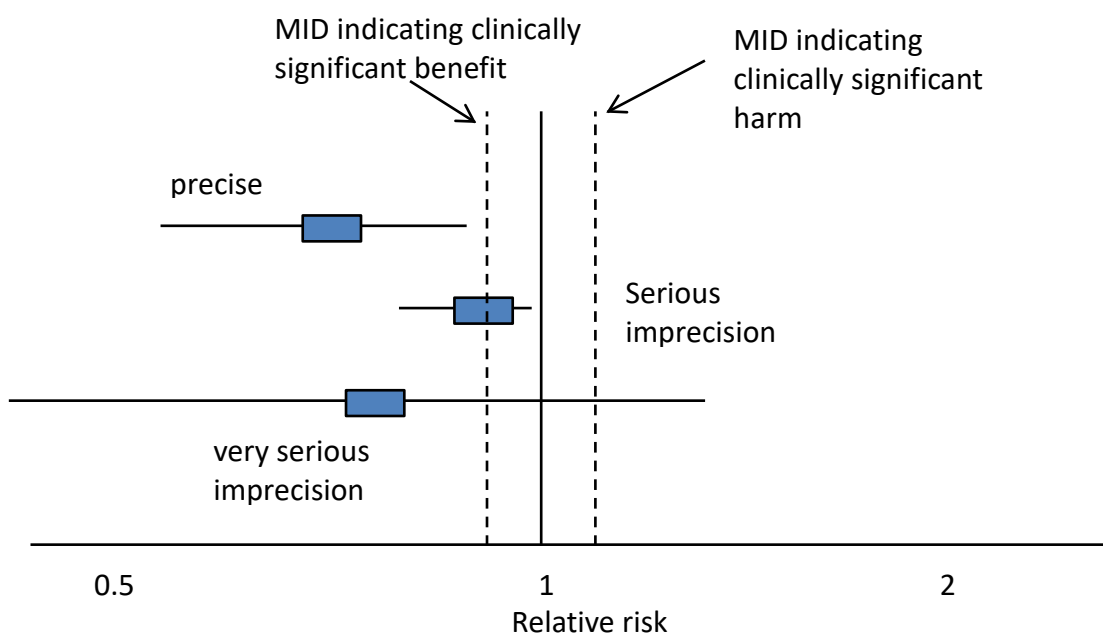 MID indicating clinically
significant benefit
MID indicating
clinically significant
harm
precise
Serious
imprecision
very serious
imprecision
0.5
1
2
Relative risk